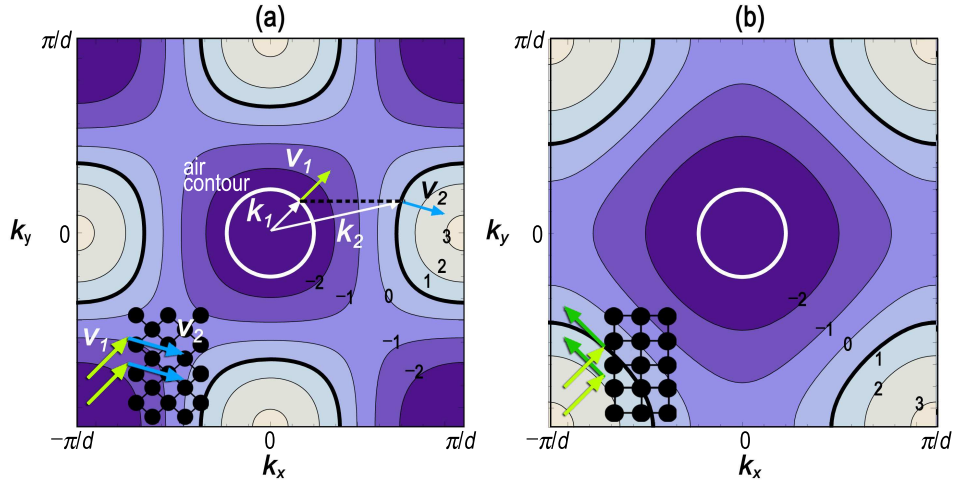 (a)
(b)
π/d
π/d
air
contour
v1
v2
k1
k2
ky
0
3
2
1
0
−1
−2
−1
−2
v1
v2
−π/d
0
π/d
kx
ky
0
−2
−1
0
1
2
3
−π/d
0
π/d
kx